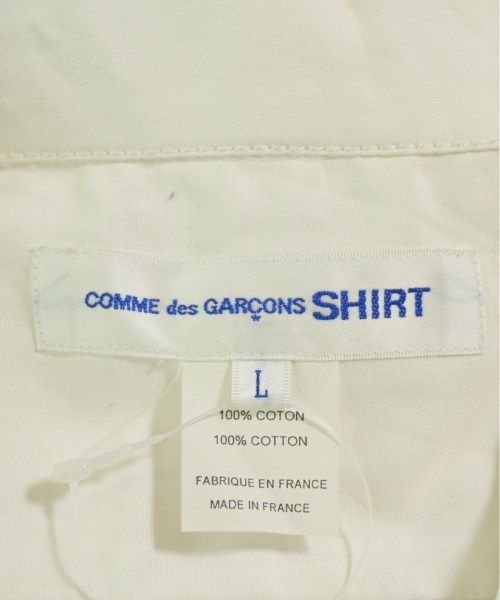 COMME des GARÇONS SHIRT
L
100% COTON
100% COTTON
FABRIQUE EN FRANCE
MADE IN FRANCE